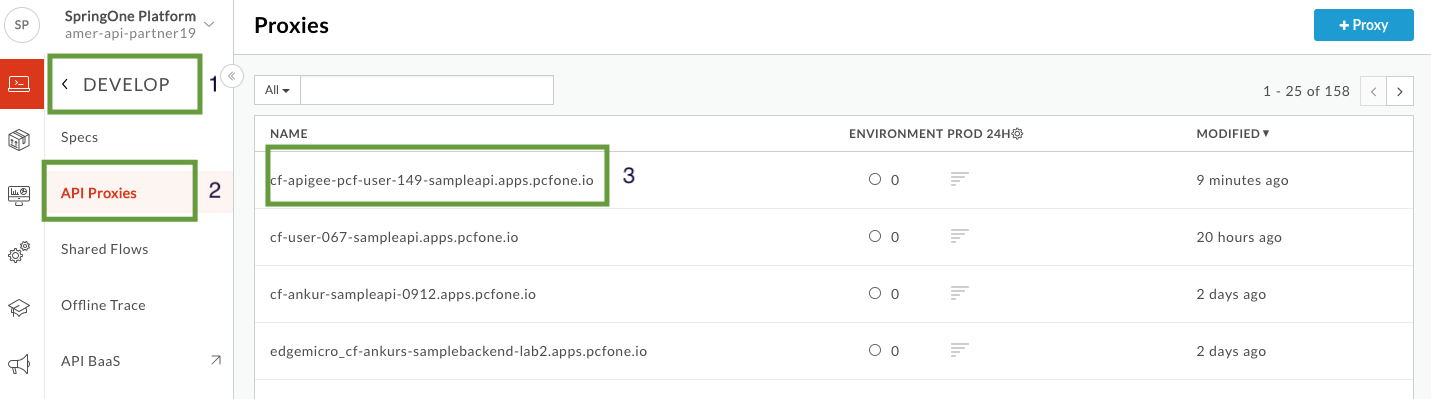 SP
SpringOne Platform
amer-api-partner19
DEVELOP
1
Specs
API Proxies
2
Shared Flows
Offline Trace
API BaaS
Proxies
+ Proxy
All
1 - 25 of 158
NAME ENVIRONMENT PROD 24H MODIFIED
cf-apigee-pcf-user-149-sampleapi.apps.pcfone.io 3 0 9 minutes ago
cf-user-067-sampleapi.apps.pcfone.io 0 20 hours ago
cf-ankur-sampleapi-0912.apps.pcfone.io 0 2 days ago
edgemicro_cf-ankurs-samplebackend-lab2.apps.pcfone.io 0 2 days ago